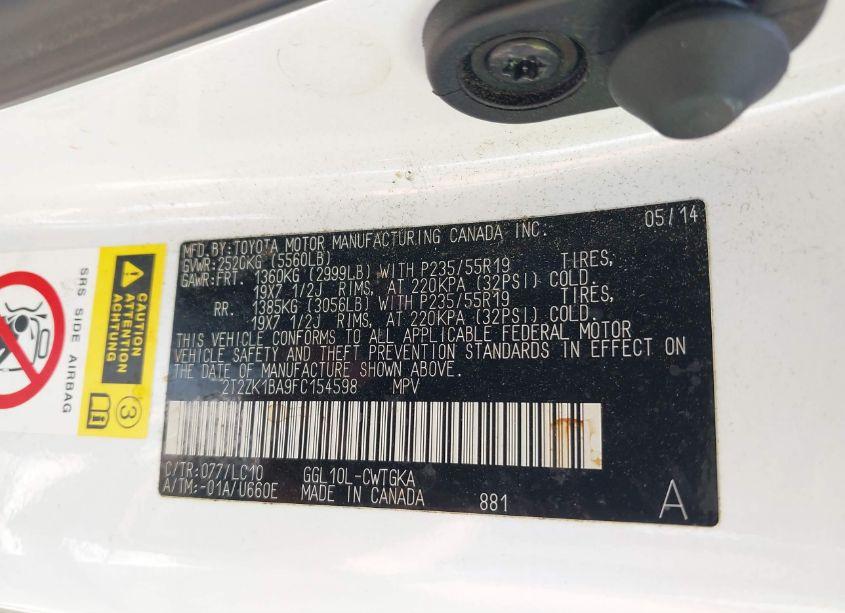 MFD.BY:TOYOTA MOTOR MANUFACTURING CANADA INC. 05/14
GVWR:2520KG (5560LB)
GAWR:FRT. 1360KG (2999LB) WITH P235/55R19 TIRES,
19X7 1/2J RIMS, AT 220KPA (32PSI) COLD.
RR. 1385KG (3056LB) WITH P235/55R19 TIRES,
19X7 1/2J RIMS, AT 220KPA (32PSI) COLD.
THIS VEHICLE CONFORMS TO ALL APPLICABLE FEDERAL MOTOR
VEHICLE SAFETY AND THEFT PREVENTION STANDARDS IN EFFECT ON
THE DATE OF MANUFACTURE SHOWN ABOVE.
2T2ZK1BA9FC154598 MPV
C/TR:077/LC10 GGL10L-CWTGKA
A/TM:-01A/U660E MADE IN CANADA 881 A
SRS SIDE AIRBAG
CAUTION
ATTENTION
ACHTUNG
3